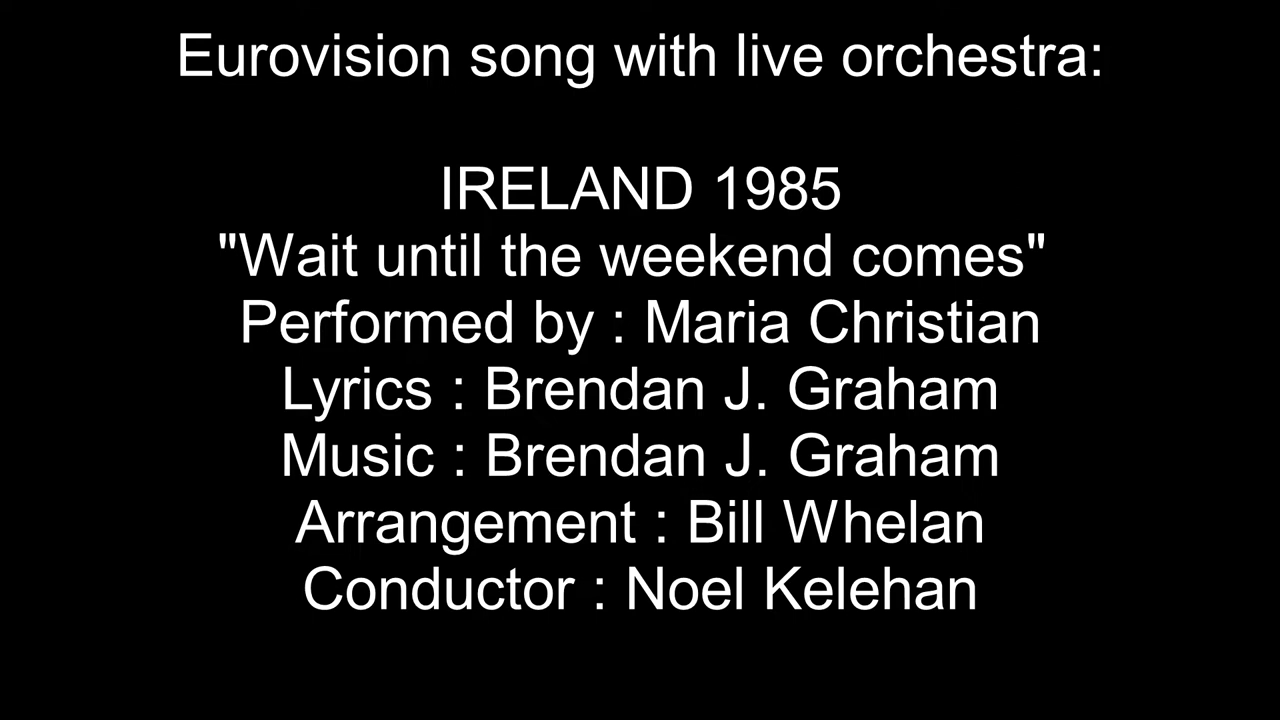 Eurovision song with live orchestra:
IRELAND 1985
"Wait until the weekend comes"
Performed by : Maria Christian
Lyrics : Brendan J. Graham
Music : Brendan J. Graham
Arrangement : Bill Whelan
Conductor : Noel Kelehan